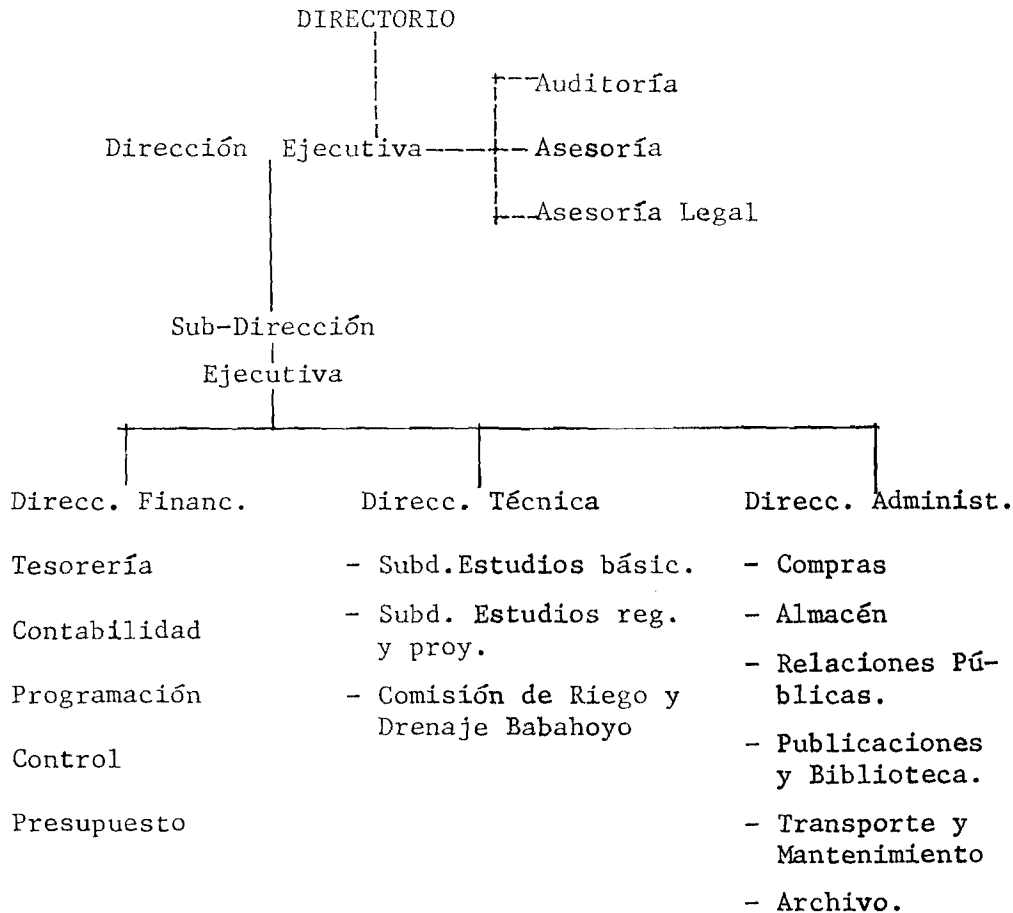 DIRECTORIO
Auditoría
Dirección Ejecutiva
Asesoría
Asesoría Legal
Sub-Dirección
Ejecutiva
Direcc. Financ.
Tesorería
Contabilidad
Programación
Control
Presupuesto
Direcc. Técnica
- Subd.Estudios básic.
- Subd. Estudios reg.
y proy.
- Comisión de Riego y
Drenaje Babahoyo
Direcc. Administ.
- Compras
- Almacén
- Relaciones Pú-
blicas.
- Publicaciones
y Biblioteca.
- Transporte y
Mantenimiento
- Archivo.